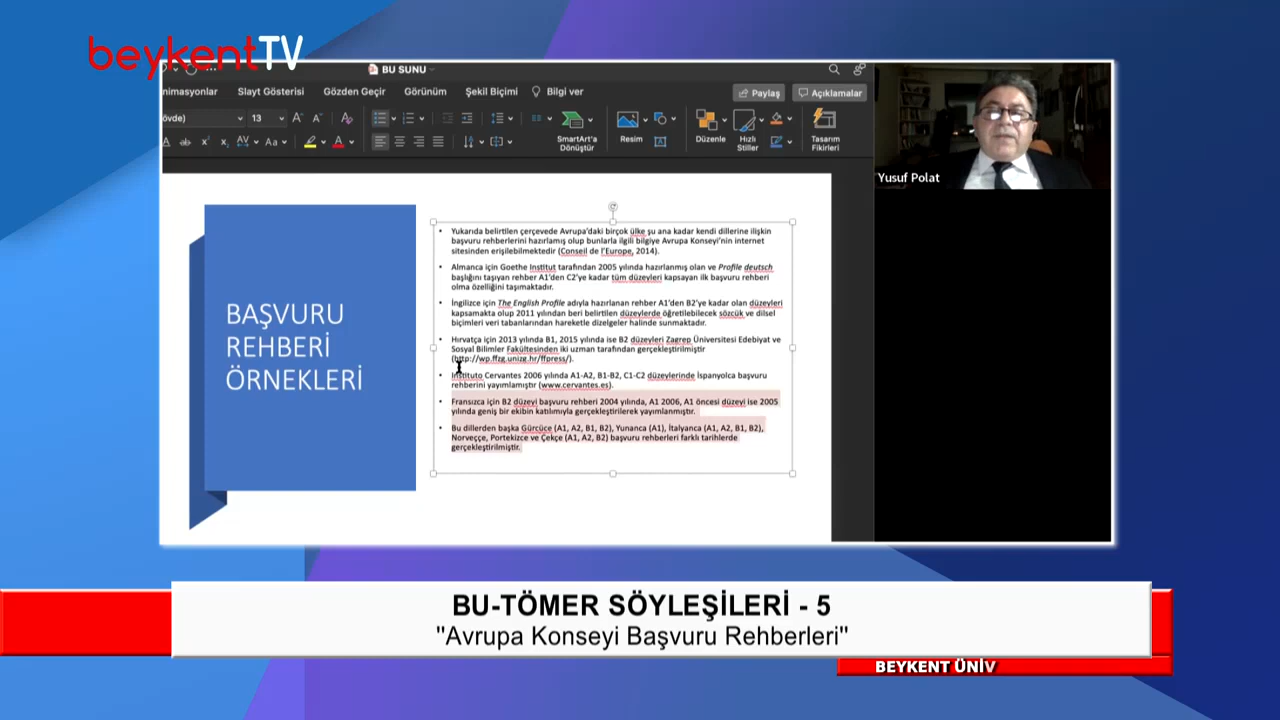 beykentTV
BU SUNU
nimasyonlar Slayt Gösterisi Gözden Geçir Görünüm Şekil Biçimi Bilgi ver Paylaş Açıklamalar
övde) 13
SmartArt'a Dönüştür
Resim
Düzenle
Hızlı Stiller
Tasarım Fikirleri
Yusuf Polat
BAŞVURU
REHBERİ
ÖRNEKLERİ
• Yukarıda belirtilen çerçevede Avrupa'daki birçok ülke şu ana kadar kendi dillerine ilişkin
başvuru rehberlerini hazırlamış olup bunlarla ilgili bilgiye Avrupa Konseyi'nin internet
sitesinden erişilebilmektedir (Conseil de l'Europe, 2014).
• Almanca için Goethe Institut tarafından 2005 yılında hazırlanmış olan ve Profile deutsch
başlığını taşıyan rehber A1'den C2'ye kadar tüm düzeyleri kapsayan ilk başvuru rehberi
olma özelliğini taşımaktadır.
• İngilizce için The English Profile adıyla hazırlanan rehber A1'den B2'ye kadar olan düzeyleri
kapsamakta olup 2011 yılından beri belirtilen düzeylerde öğretilebilecek sözcük ve dilsel
biçimleri veri tabanlarından hareketle dizelgeler halinde sunmaktadır.
• Hırvatça için 2013 yılında B1, 2015 yılında ise B2 düzeyleri Zagrep Üniversitesi Edebiyat ve
Sosyal Bilimler Fakültesinden iki uzman tarafından gerçekleştirilmiştir
(http://wp.ffzg.unizg.hr/ffpress/).
• Instituto Cervantes 2006 yılında A1-A2, B1-B2, C1-C2 düzeylerinde İspanyolca başvuru
rehberini yayımlamıştır (www.cervantes.es).
• Fransızca için B2 düzeyi başvuru rehberi 2004 yılında, A1 2006, A1 öncesi düzeyi ise 2005
yılında geniş bir ekibin katılımıyla gerçekleştirilerek yayımlanmıştır.
• Bu dillerden başka Gürcüce (A1, A2, B1, B2), Yunanca (A1), İtalyanca (A1, A2, B1, B2),
Norveççe, Portekizce ve Çekçe (A1, A2, B2) başvuru rehberleri farklı tarihlerde
gerçekleştirilmiştir.
BU-TÖMER SÖYLEŞİLERİ - 5
"Avrupa Konseyi Başvuru Rehberleri"
BEYKENT ÜNİV